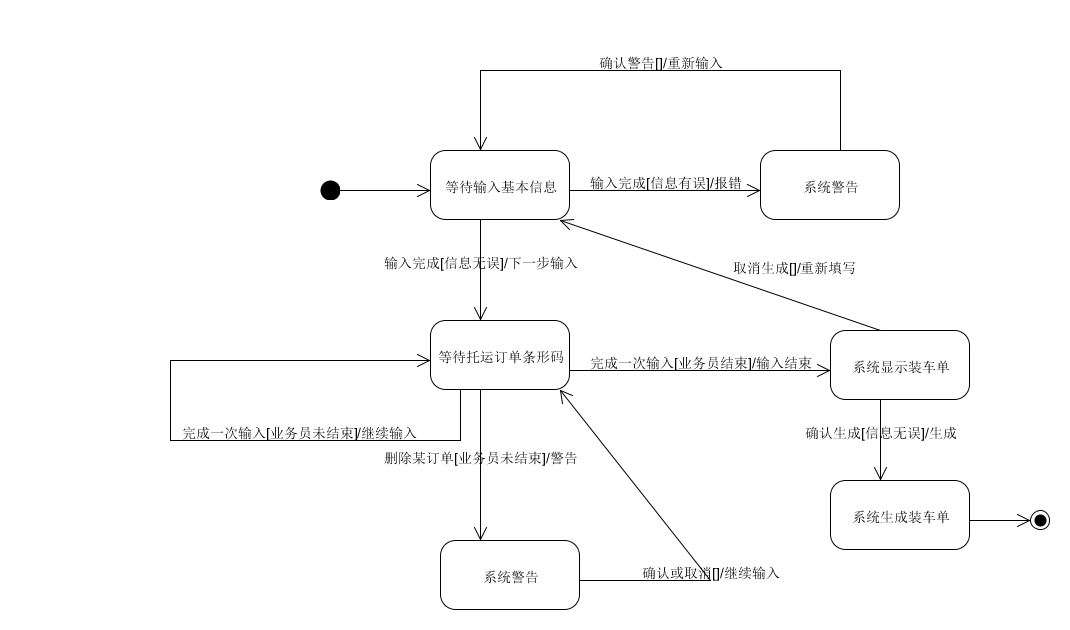 确认警告[]/重新输入
等待输入基本信息
输入完成[信息有误]/报错
系统警告
输入完成[信息无误]/下一步输入
取消生成[]/重新填写
等待托运订单条形码
完成一次输入[业务员结束]/输入结束
系统显示装车单
完成一次输入[业务员未结束]/继续输入
确认生成[信息无误]/生成
删除某订单[业务员未结束]/警告
系统生成装车单
系统警告
确认或取消[]/继续输入